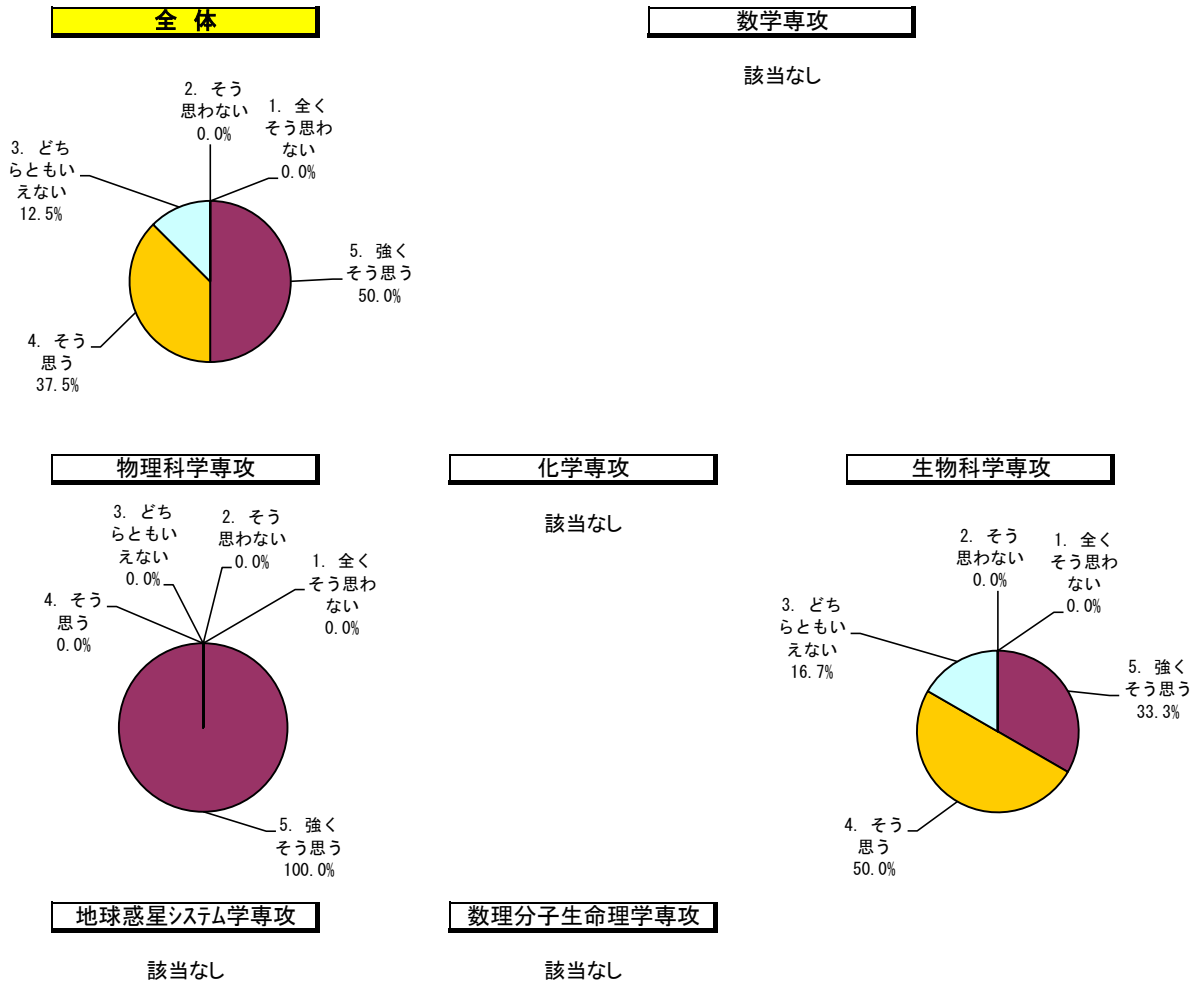 全 体
数学専攻
該当なし
2. そう
思わない
0.0%
1. 全く
そう思わ
ない
0.0%
3. どち
らともい
えない
12.5%
5. 強く
そう思う
50.0%
4. そう
思う
37.5%
物理科学専攻
化学専攻
生物科学専攻
3. どち
らともい
えない
0.0%
2. そう
思わない
0.0%
1. 全く
そう思わ
ない
0.0%
4. そう
思う
0.0%
5. 強く
そう思う
100.0%
該当なし
2. そう
思わない
0.0%
1. 全く
そう思わ
ない
0.0%
3. どち
らともい
えない
16.7%
5. 強く
そう思う
33.3%
4. そう
思う
50.0%
地球惑星ｼｽﾃﾑ学専攻
数理分子生命理学専攻
該当なし
該当なし